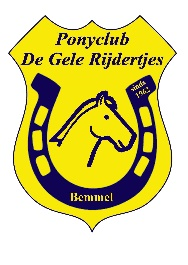 Ponyclub
De Gele Rijdertjes
sinds
1962
Bemmel